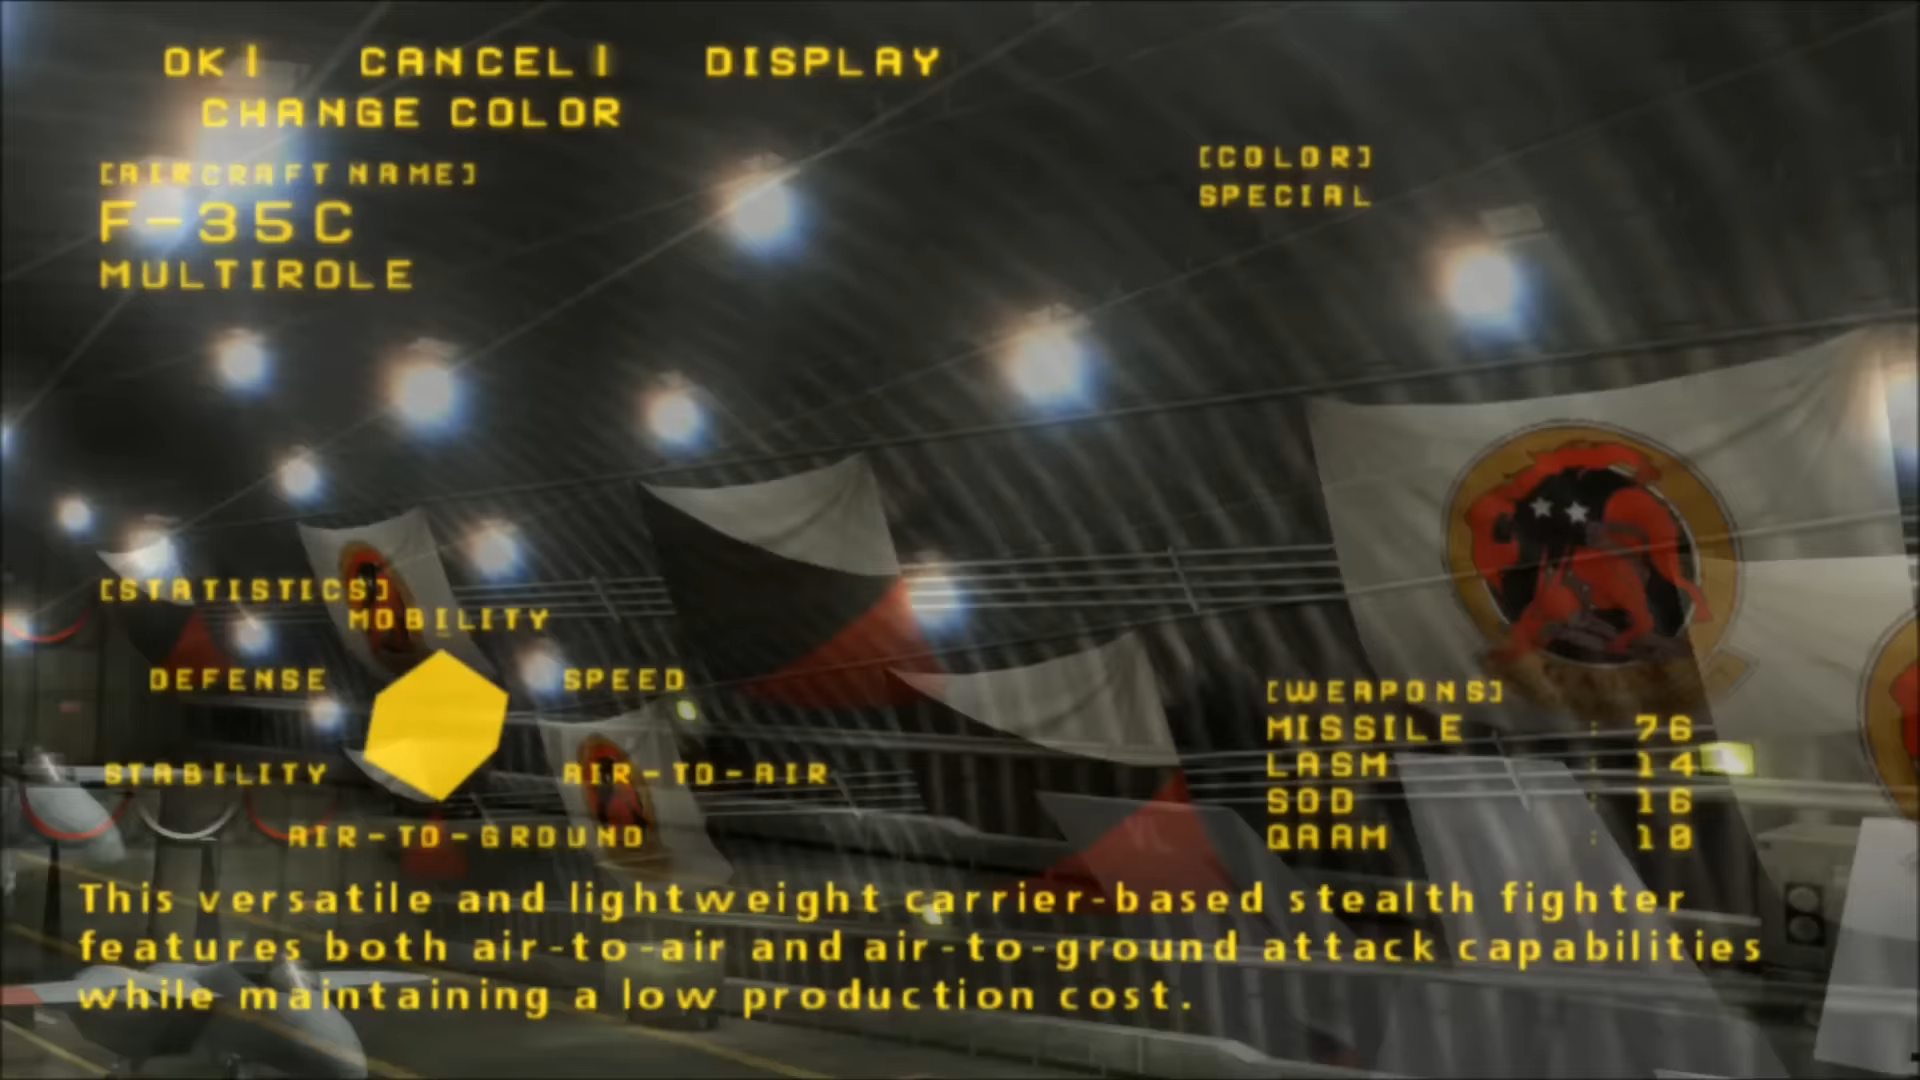 OK | CANCEL | DISPLAY
CHANGE COLOR
[AIRCRAFT NAME]
F-35C
MULTIROLE
[COLOR]
SPECIAL
[STATISTICS]
MOBILITY
DEFENSE
SPEED
STABILITY
AIR-TO-AIR
AIR-TO-GROUND
[WEAPONS]
MISSILE : 76
LASM : 14
SOD : 16
QAAM : 10
This versatile and lightweight carrier-based stealth fighter
features both air-to-air and air-to-ground attack capabilities
while maintaining a low production cost.